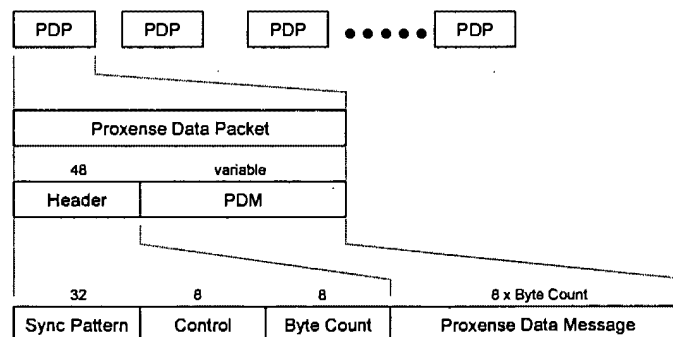 PDP PDP PDP ●●●●● PDP
Proxense Data Packet
48 variable
Header PDM
32 8 8 8 x Byte Count
Sync Pattern Control Byte Count Proxense Data Message